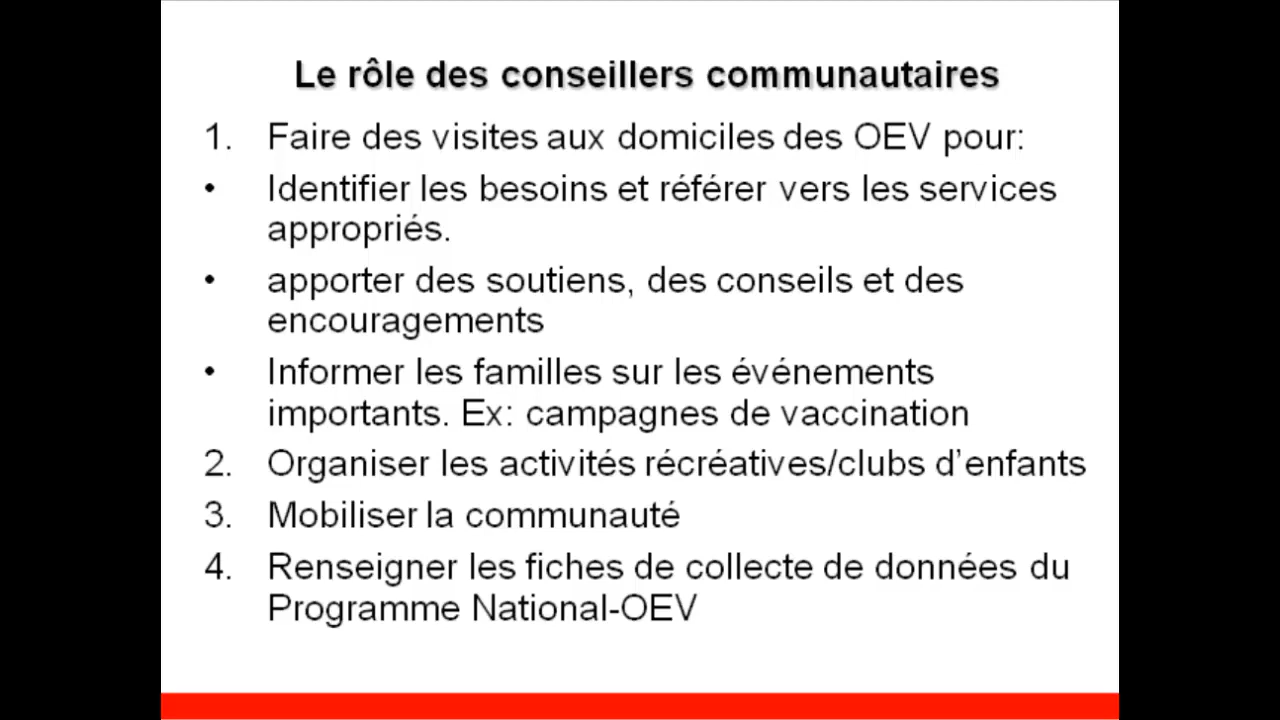 Le rôle des conseillers communautaires
1. Faire des visites aux domiciles des OEV pour:
• Identifier les besoins et référer vers les services
appropriés.
• apporter des soutiens, des conseils et des
encouragements
• Informer les familles sur les événements
importants. Ex: campagnes de vaccination
2. Organiser les activités récréatives/clubs d’enfants
3. Mobiliser la communauté
4. Renseigner les fiches de collecte de données du
Programme National-OEV